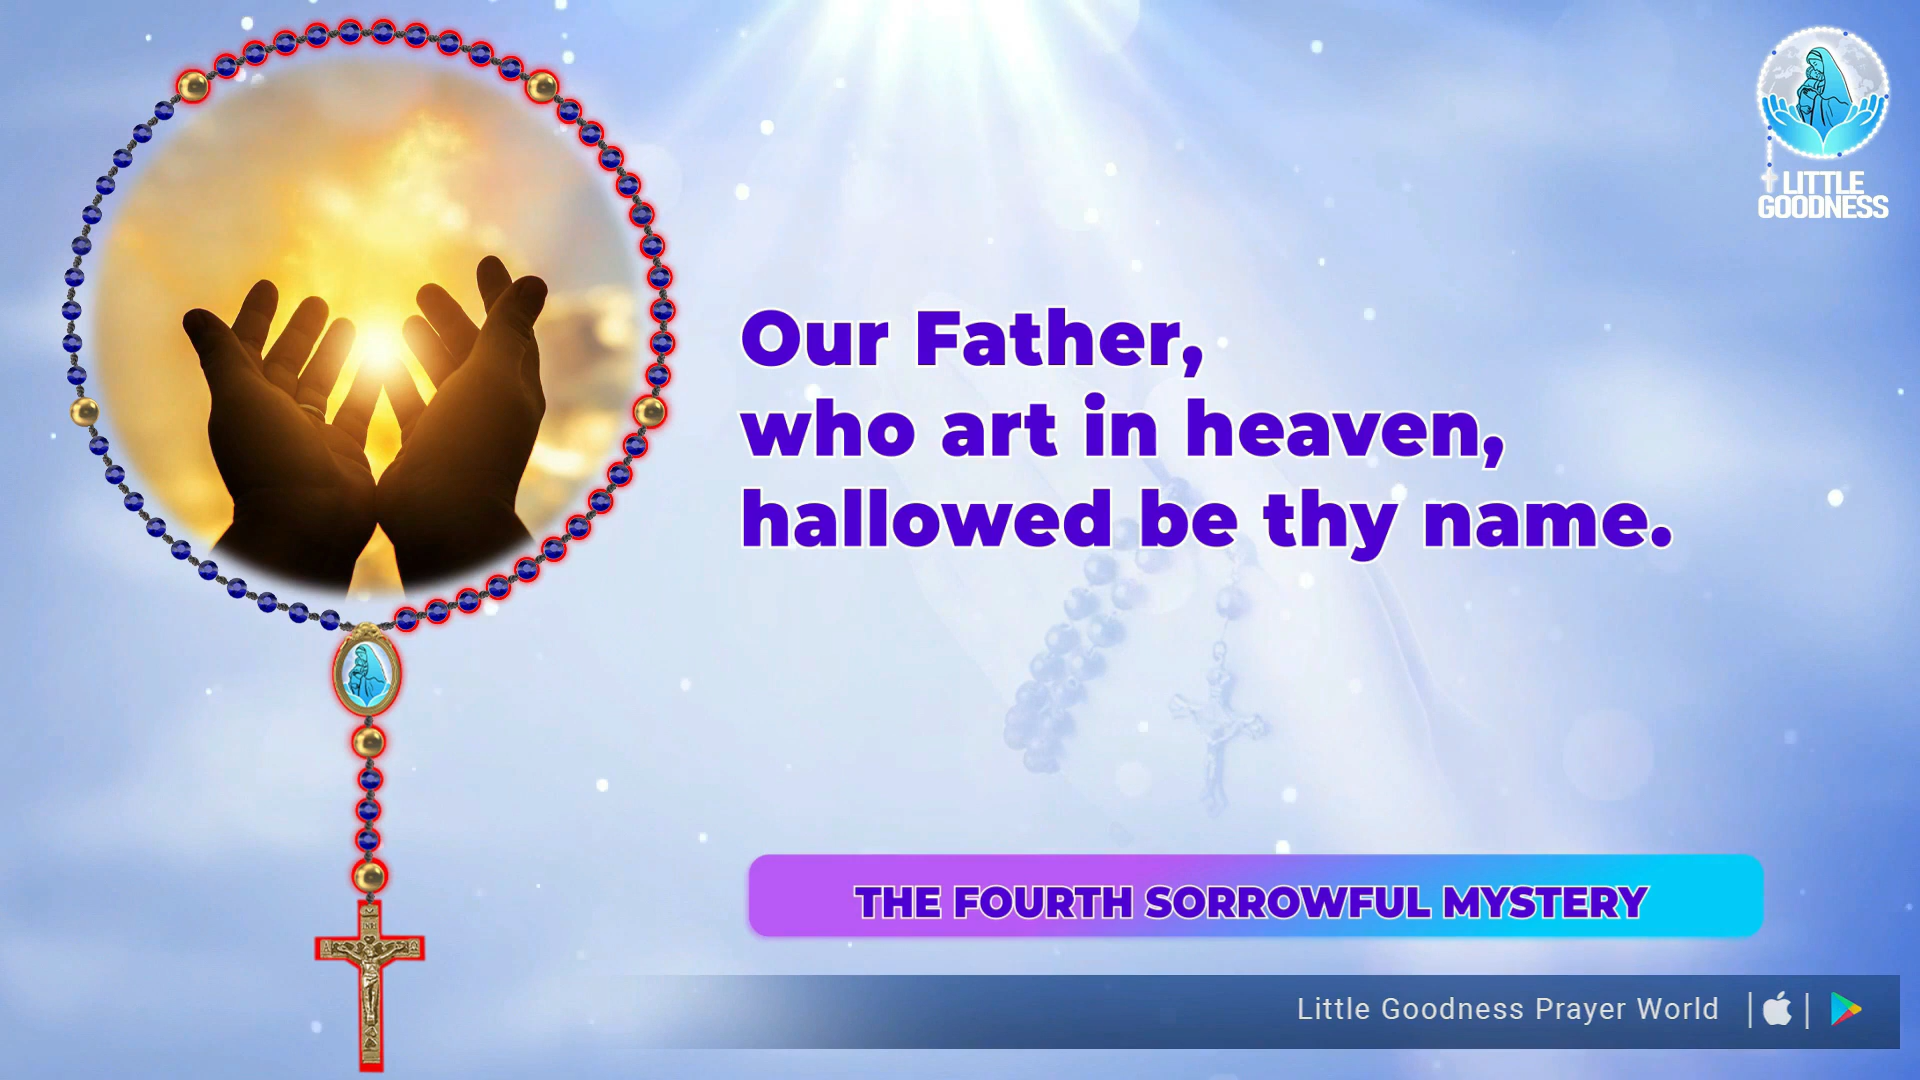 LITTLE
GOODNESS
Our Father,
who art in heaven,
hallowed be thy name.
THE FOURTH SORROWFUL MYSTERY
Little Goodness Prayer World